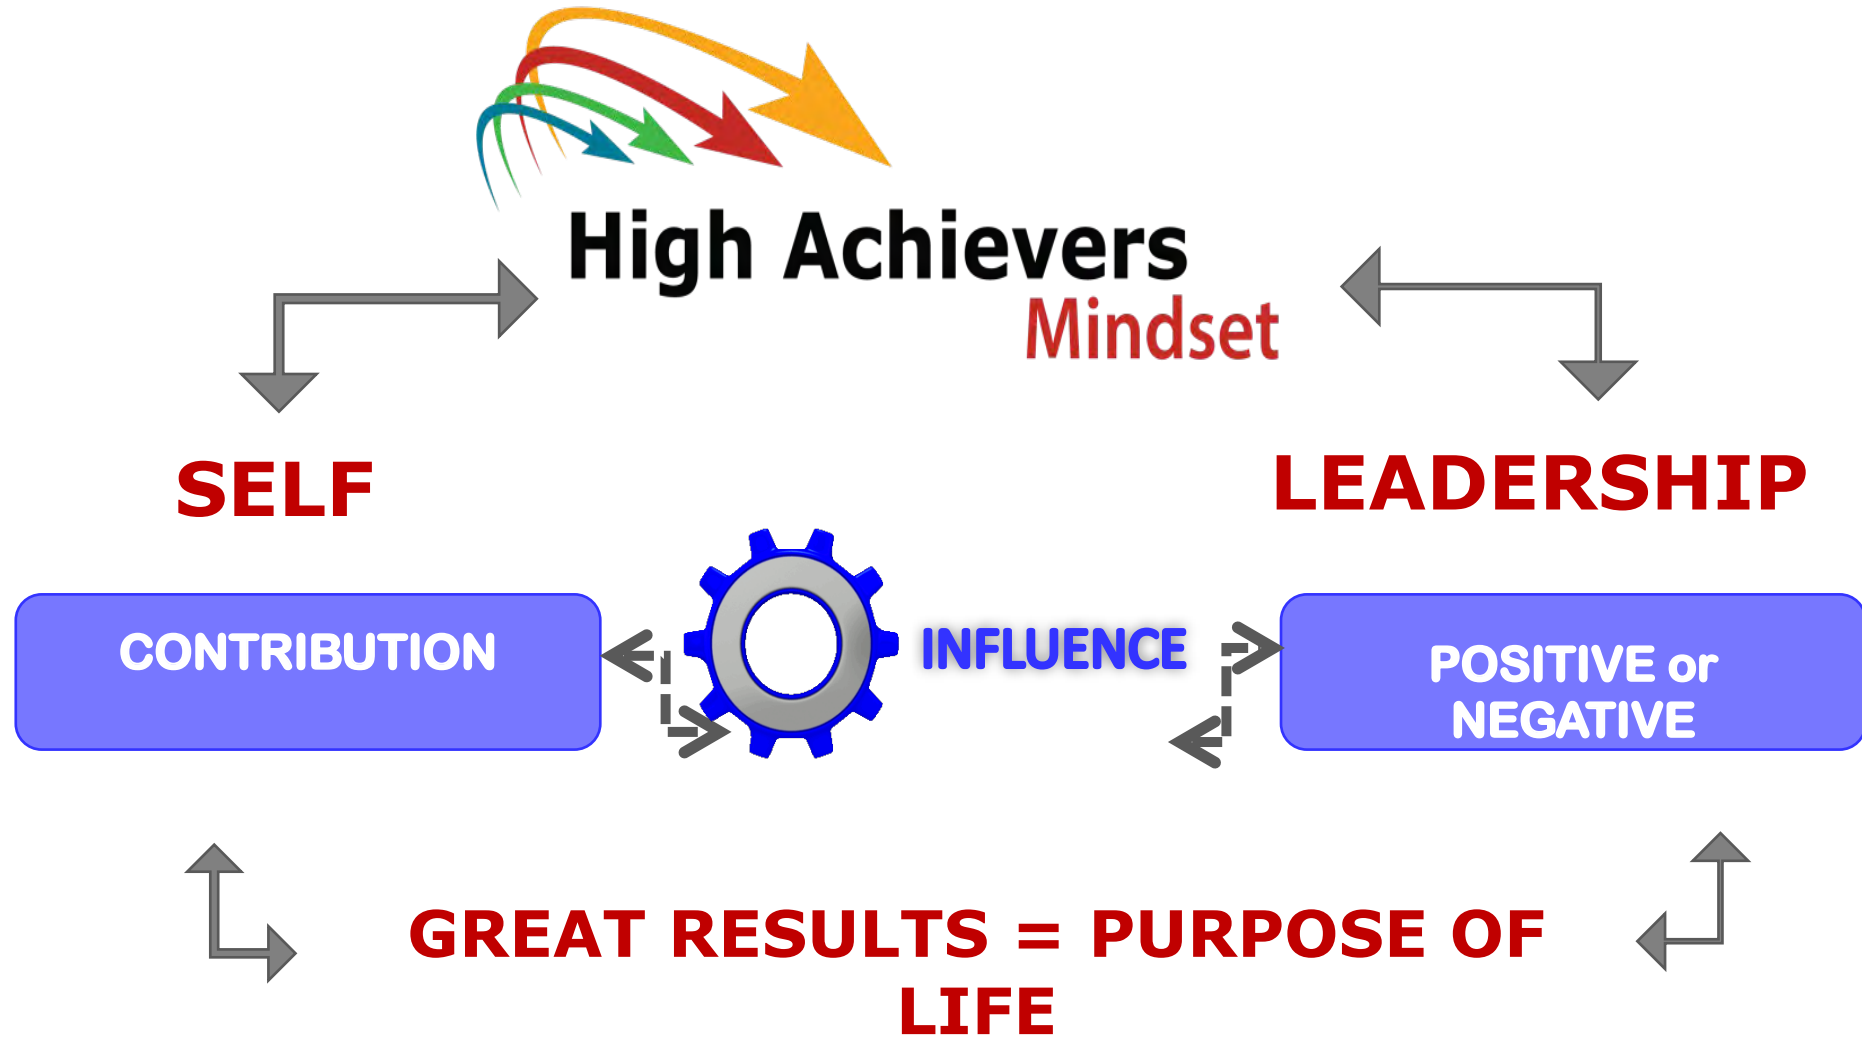 High Achievers
Mindset
SELF
LEADERSHIP
CONTRIBUTION
INFLUENCE
POSITIVE or
NEGATIVE
GREAT RESULTS = PURPOSE OF
LIFE